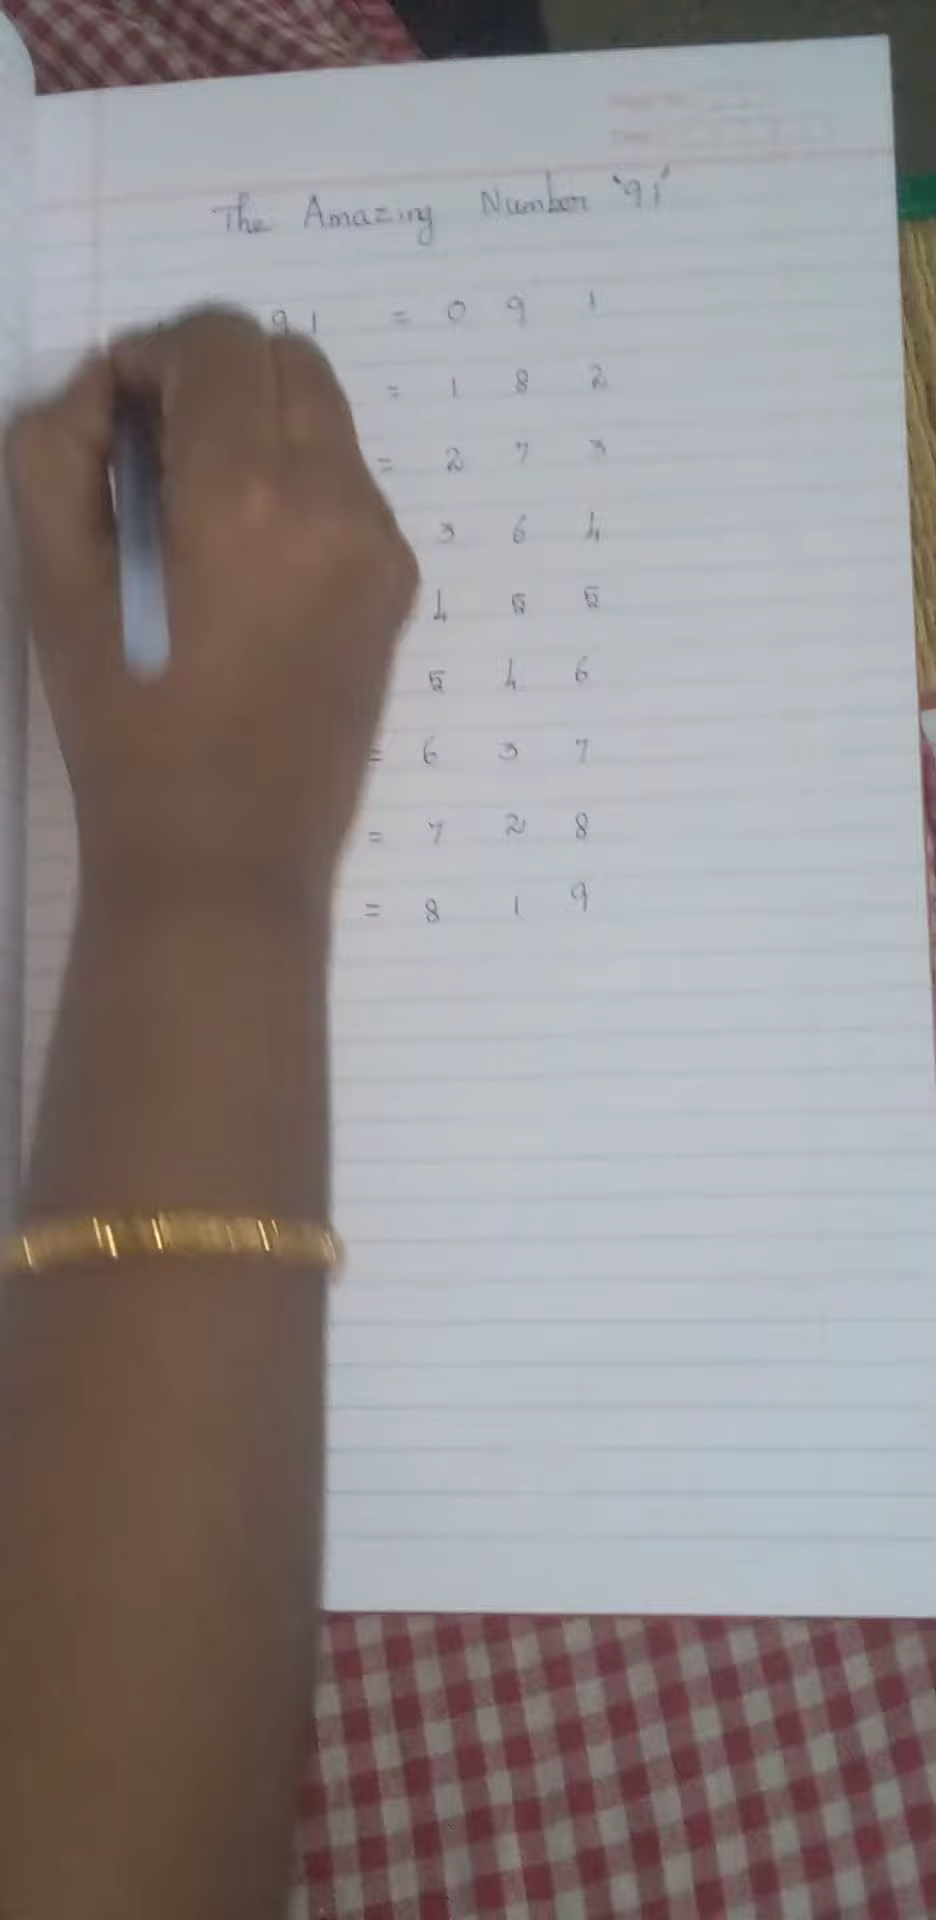 The Amazing Number '91'
91 = 0 9 1
= 1 8 2
= 2 7 3
3 6 4
4 5 5
5 4 6
= 6 3 7
= 7 2 8
= 8 1 9